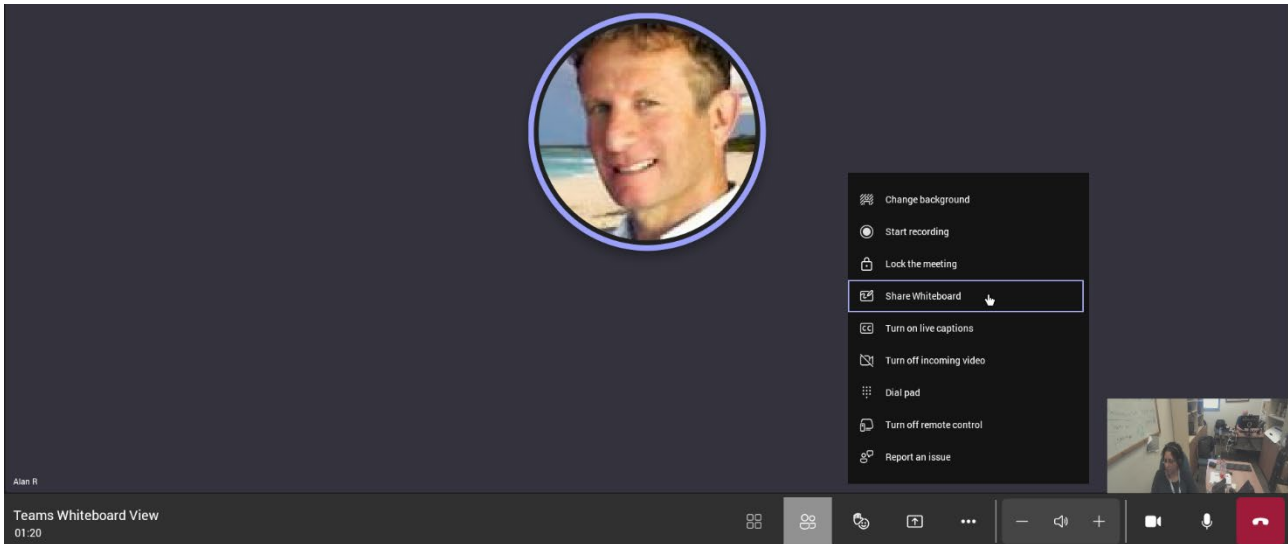 Change background
Start recording
Lock the meeting
Share Whiteboard
CC Turn on live captions
Turn off incoming video
Dial pad
Turn off remote control
Report an issue
Alan R
Teams Whiteboard View
01:20